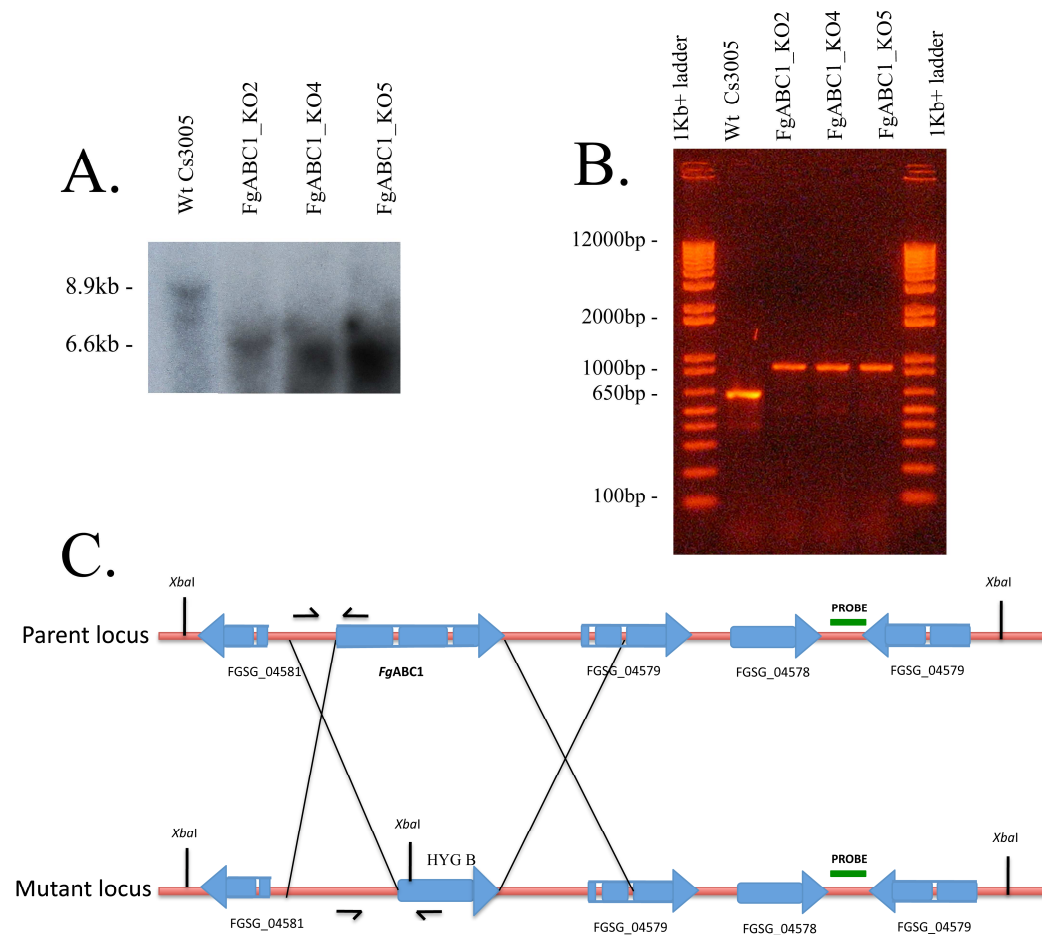 A.
Wt Cs3005
FgABC1_KO2
FgABC1_KO4
FgABC1_KO5
8.9kb -
6.6kb -
B.
1Kb+ ladder
Wt Cs3005
FgABC1_KO2
FgABC1_KO4
FgABC1_KO5
1Kb+ ladder
12000bp -
2000bp -
1000bp -
650bp -
100bp -
C.
XbaI
PROBE
XbaI
Parent locus
FGSG_04581
FgABC1
FGSG_04579
FGSG_04578
FGSG_04579
XbaI
XbaI
HYG B
PROBE
XbaI
Mutant locus
FGSG_04581
FGSG_04579
FGSG_04578
FGSG_04579